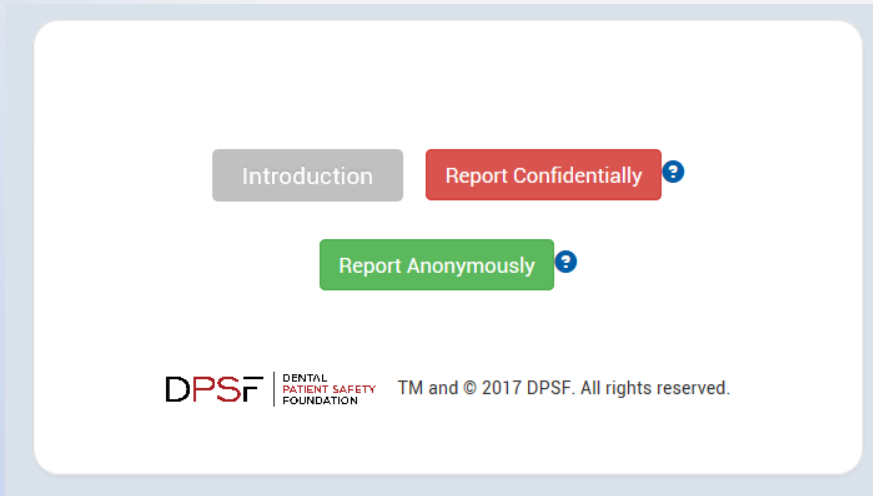 Introduction
Report Confidentially
?
Report Anonymously
?
DPSF
DENTAL
PATIENT SAFETY
FOUNDATION
TM and © 2017 DPSF. All rights reserved.